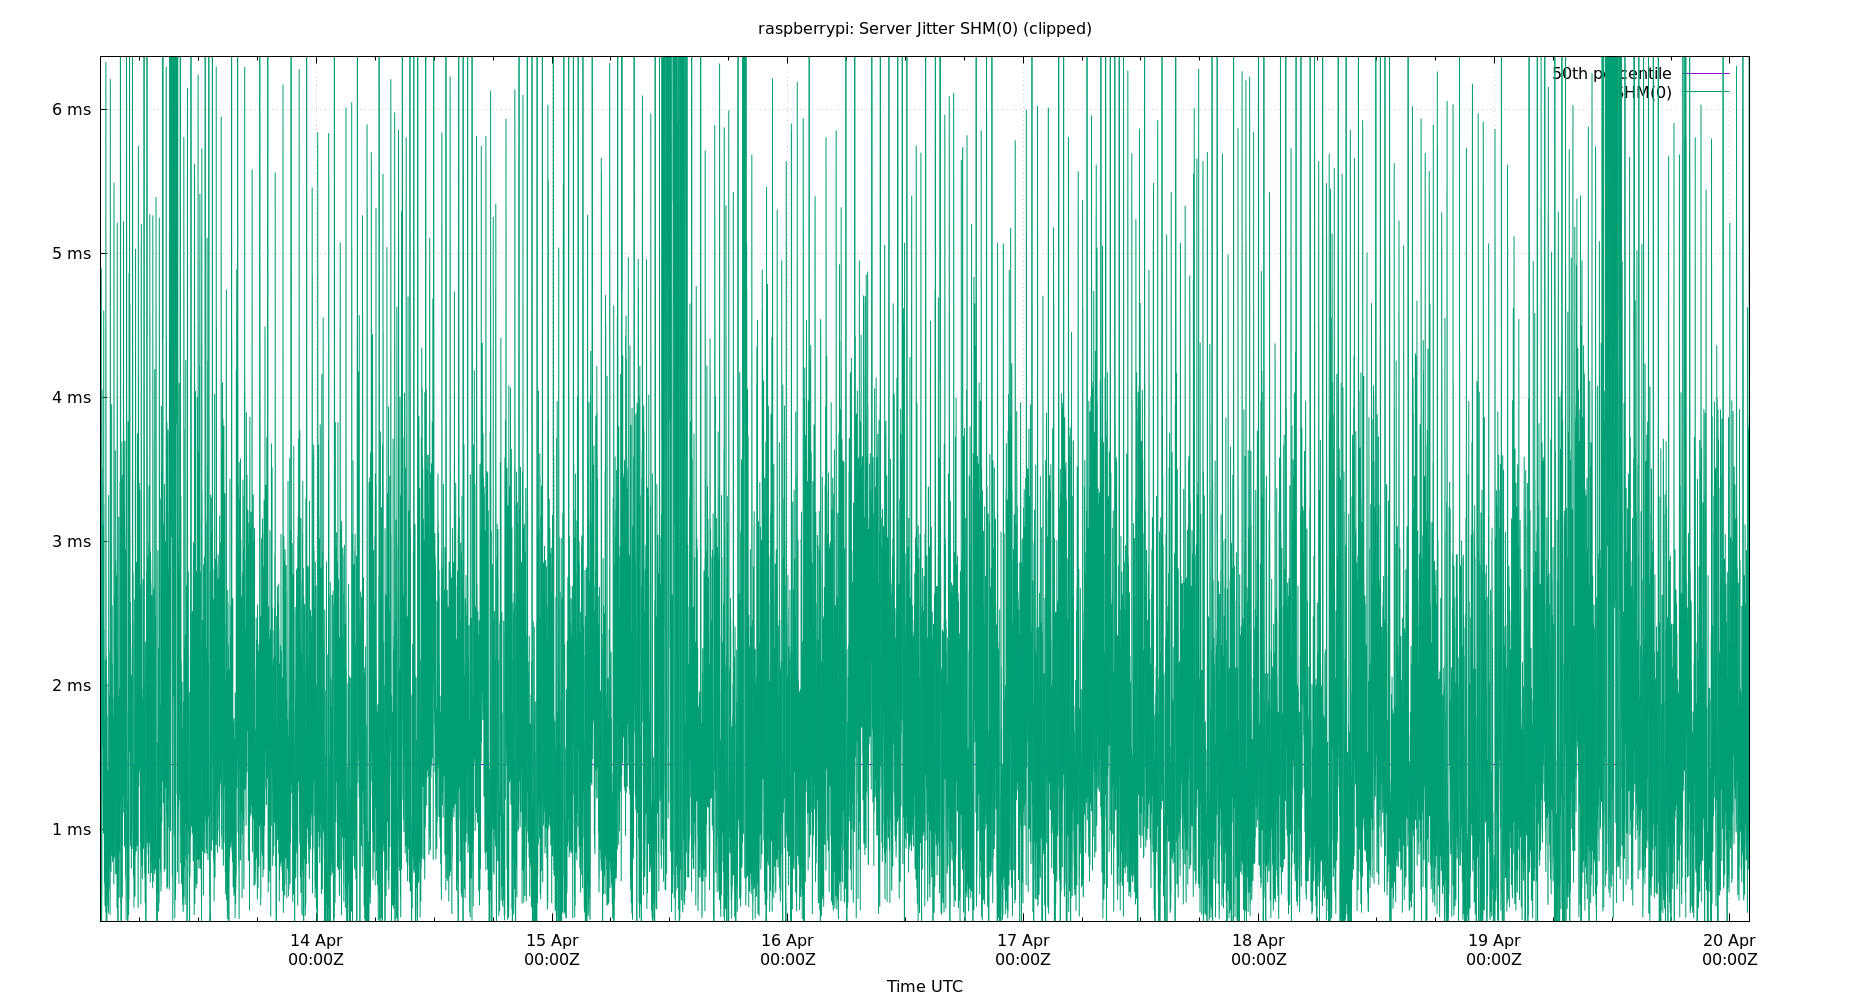 raspberrypi: Server Jitter SHM(0) (clipped)
50th percentile
SHM(0)
6 ms
5 ms
4 ms
3 ms
2 ms
1 ms
14 Apr 15 Apr 16 Apr 17 Apr 18 Apr 19 Apr 20 Apr
00:00Z 00:00Z 00:00Z 00:00Z 00:00Z 00:00Z 00:00Z
Time UTC